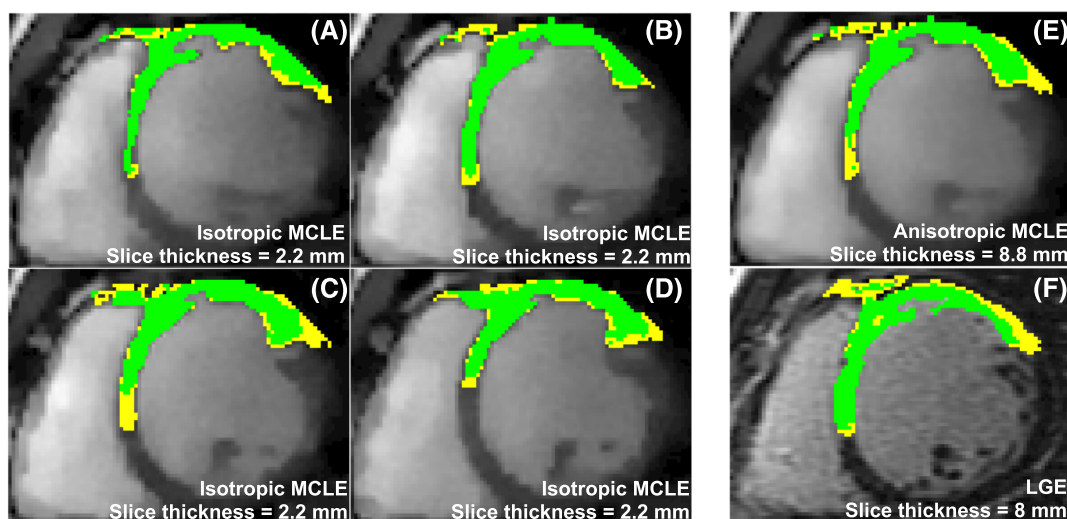 (A)
Isotropic MCLE
Slice thickness = 2.2 mm
(B)
Isotropic MCLE
Slice thickness = 2.2 mm
(E)
Anisotropic MCLE
Slice thickness = 8.8 mm
(C)
Isotropic MCLE
Slice thickness = 2.2 mm
(D)
Isotropic MCLE
Slice thickness = 2.2 mm
(F)
LGE
Slice thickness = 8 mm